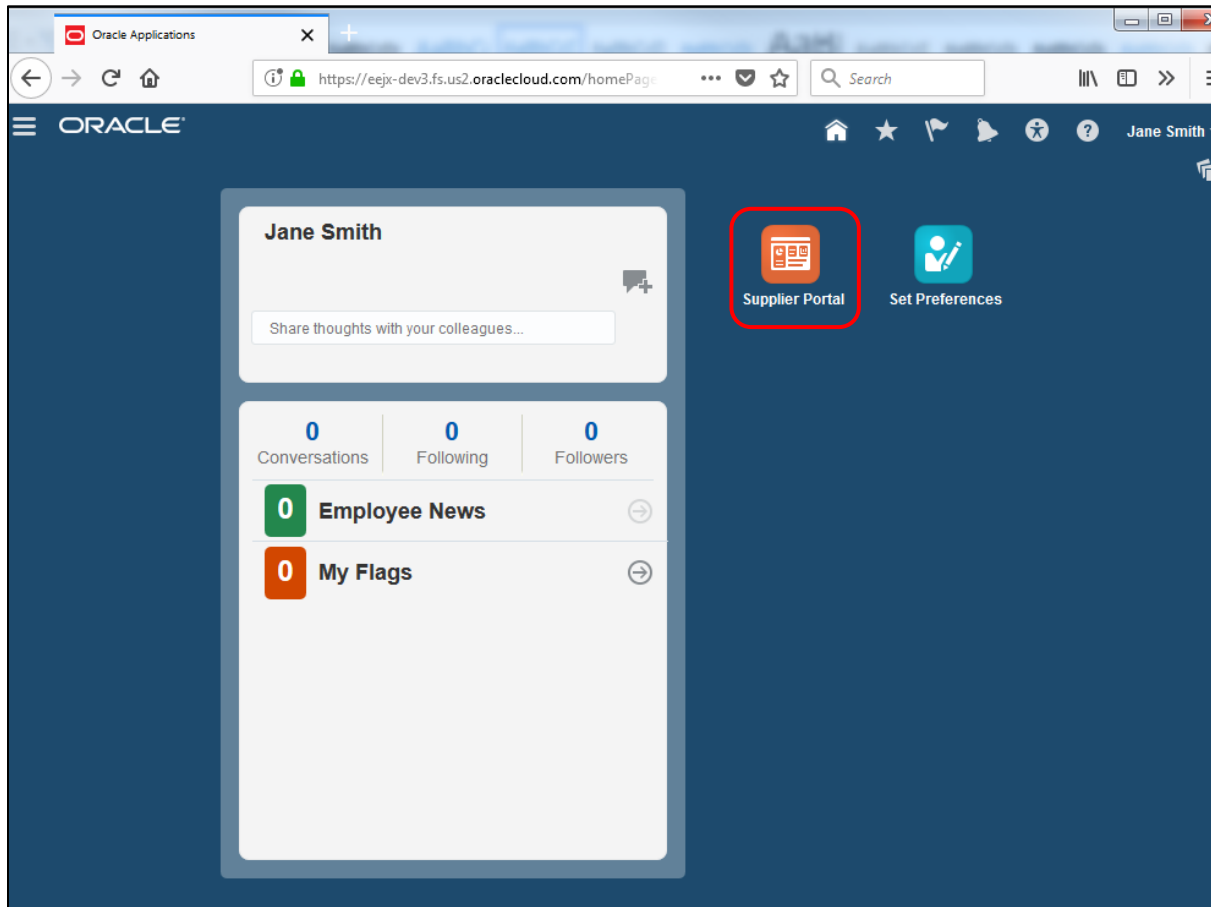 Oracle Applications
https://eejx-dev3.fs.us2.oraclecloud.com/homePage
Search
ORACLE
Jane Smith
Jane Smith
Share thoughts with your colleagues...
Supplier Portal
Set Preferences
0 0 0
Conversations Following Followers
0 Employee News
0 My Flags